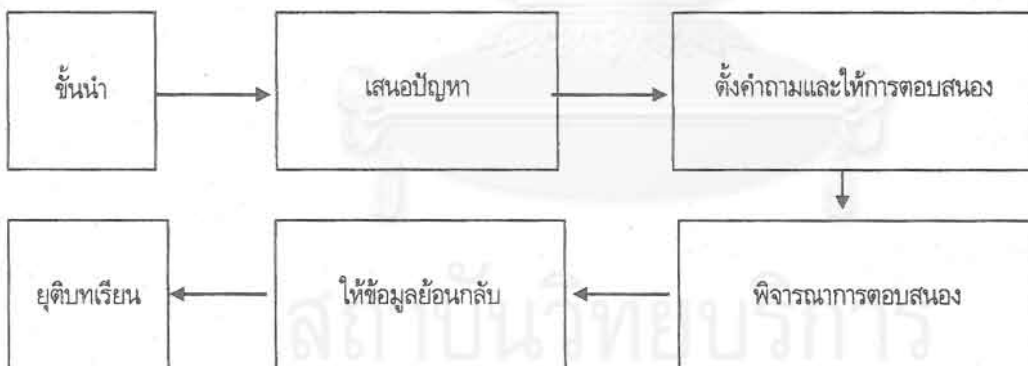 ขั้นนำ
เสนอปัญหา
ตั้งคำถามและให้การตอบสนอง
พิจารณาการตอบสนอง
ให้ข้อมูลย้อนกลับ
ยุติบทเรียน
สถาบันวิทยบริการ